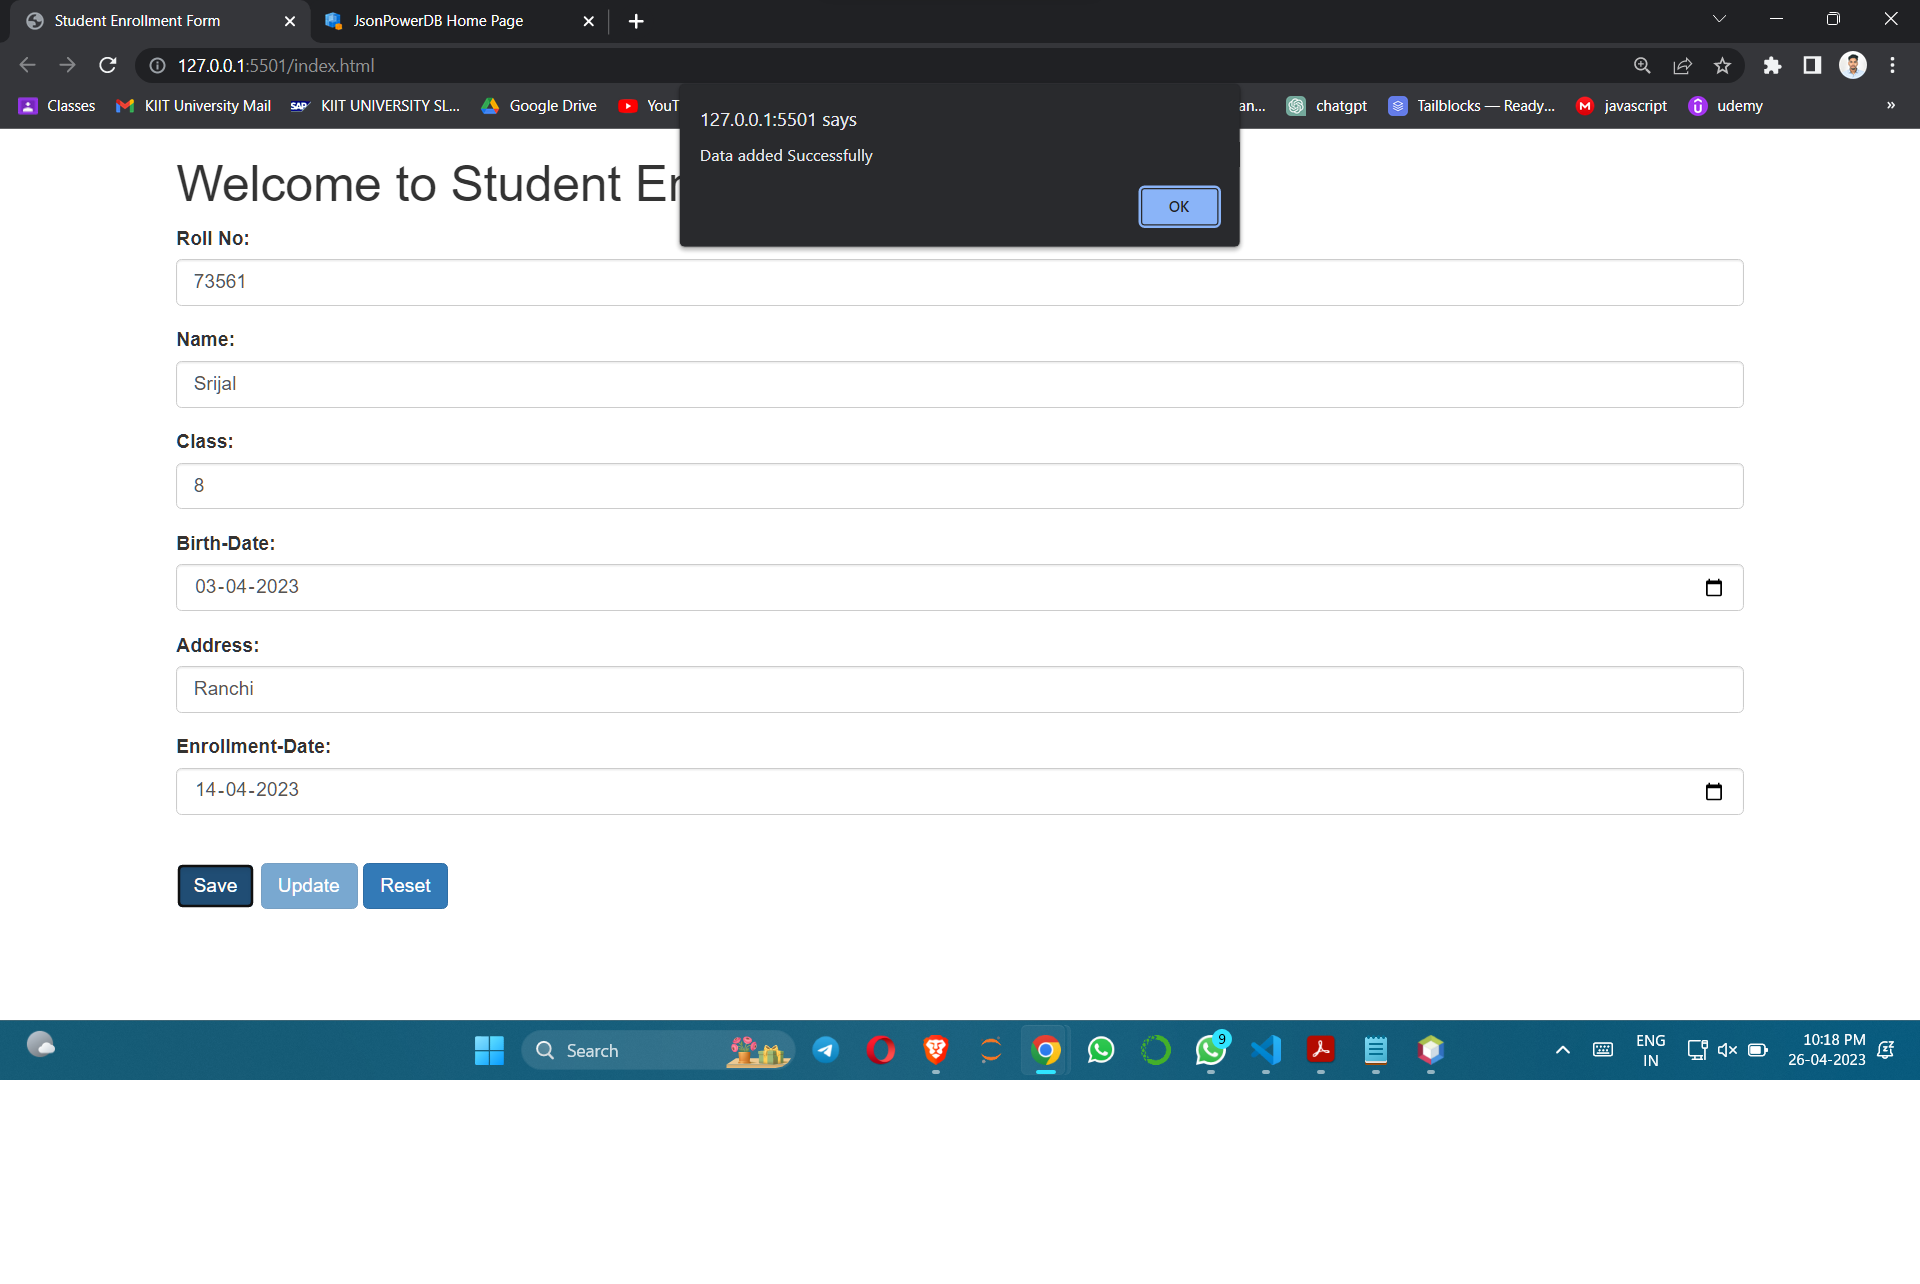 Student Enrollment Form
JsonPowerDB Home Page
127.0.0.1:5501/index.html
Classes
KIIT University Mail
SAP KIIT UNIVERSITY SL...
Google Drive
YouT
an...
chatgpt
Tailblocks — Ready...
M javascript
udemy
127.0.0.1:5501 says
Data added Successfully
OK
Welcome to Student Er
Roll No:
73561
Name:
Srijal
Class:
8
Birth-Date:
03-04-2023
Address:
Ranchi
Enrollment-Date:
14-04-2023
Save
Update
Reset
Search
9
ENG
IN
10:18 PM
26-04-2023